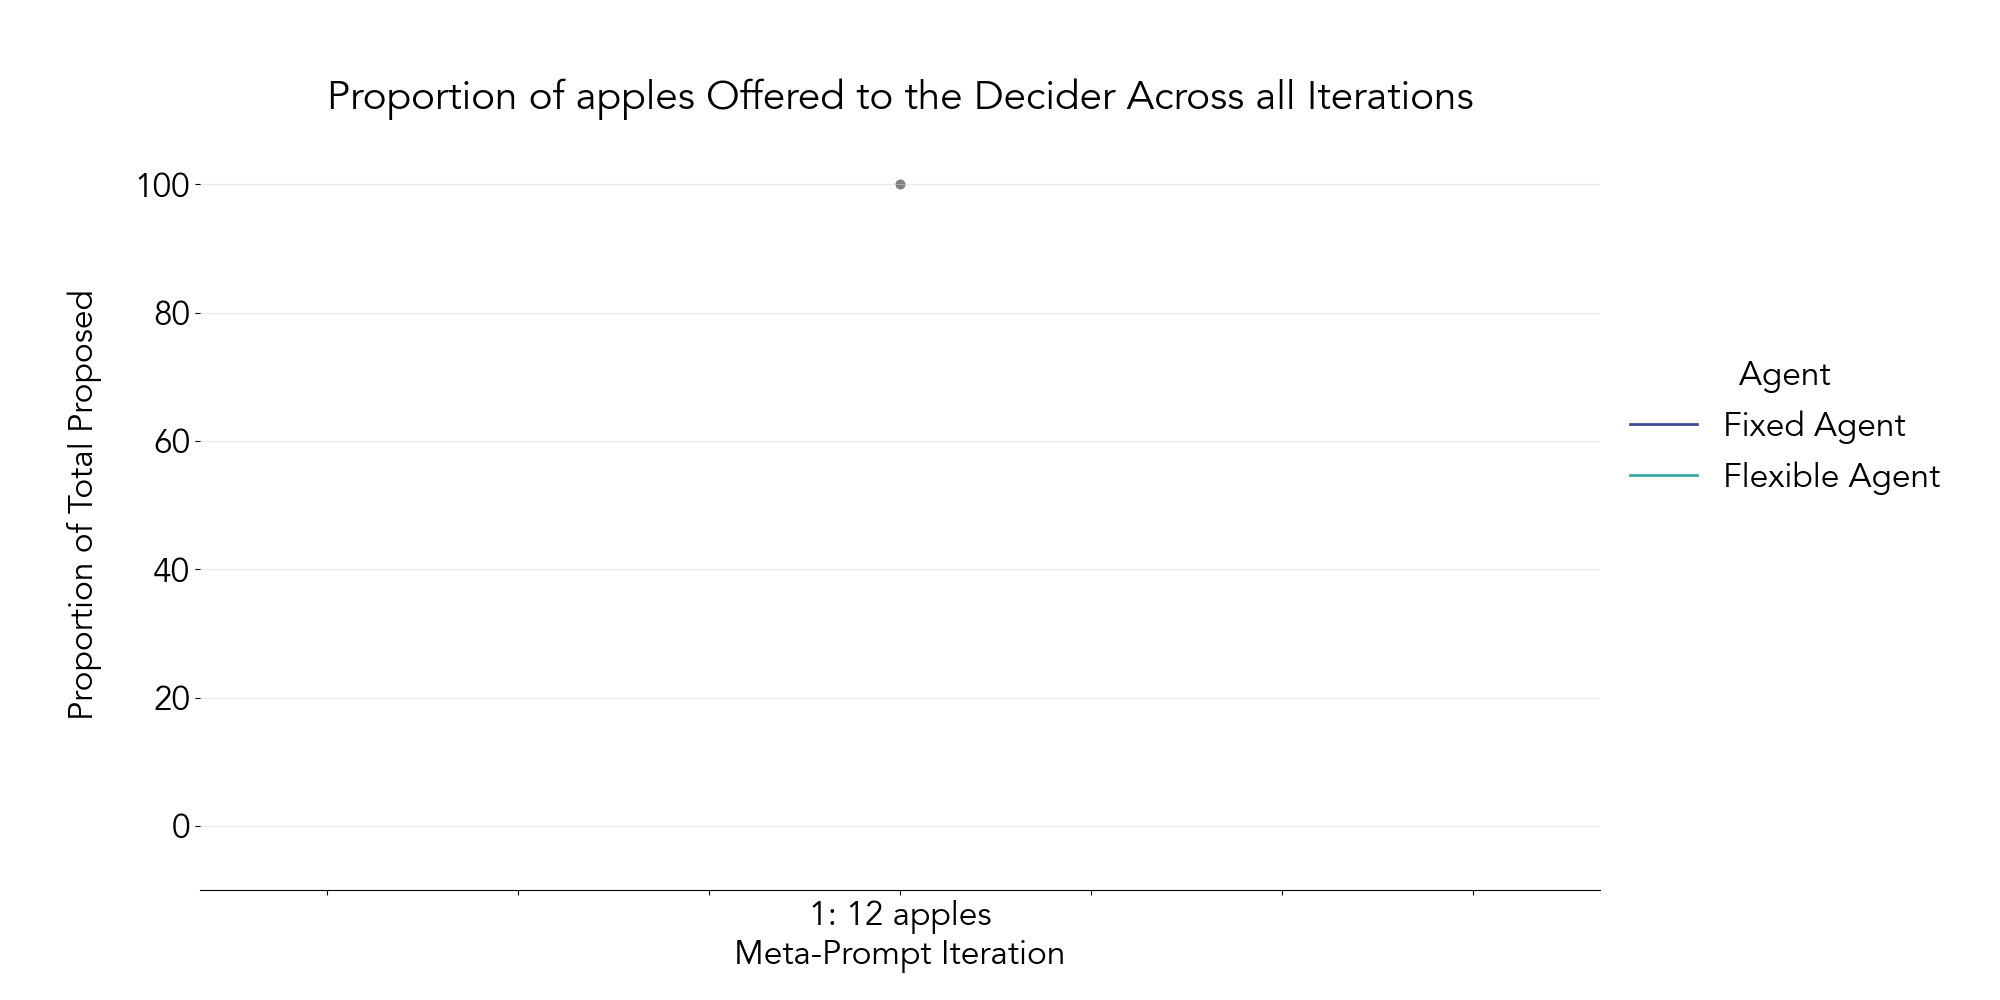 Proportion of apples Offered to the Decider Across all Iterations
100
80
60
40
20
0
Proportion of Total Proposed
1: 12 apples
Meta-Prompt Iteration
Agent
Fixed Agent
Flexible Agent